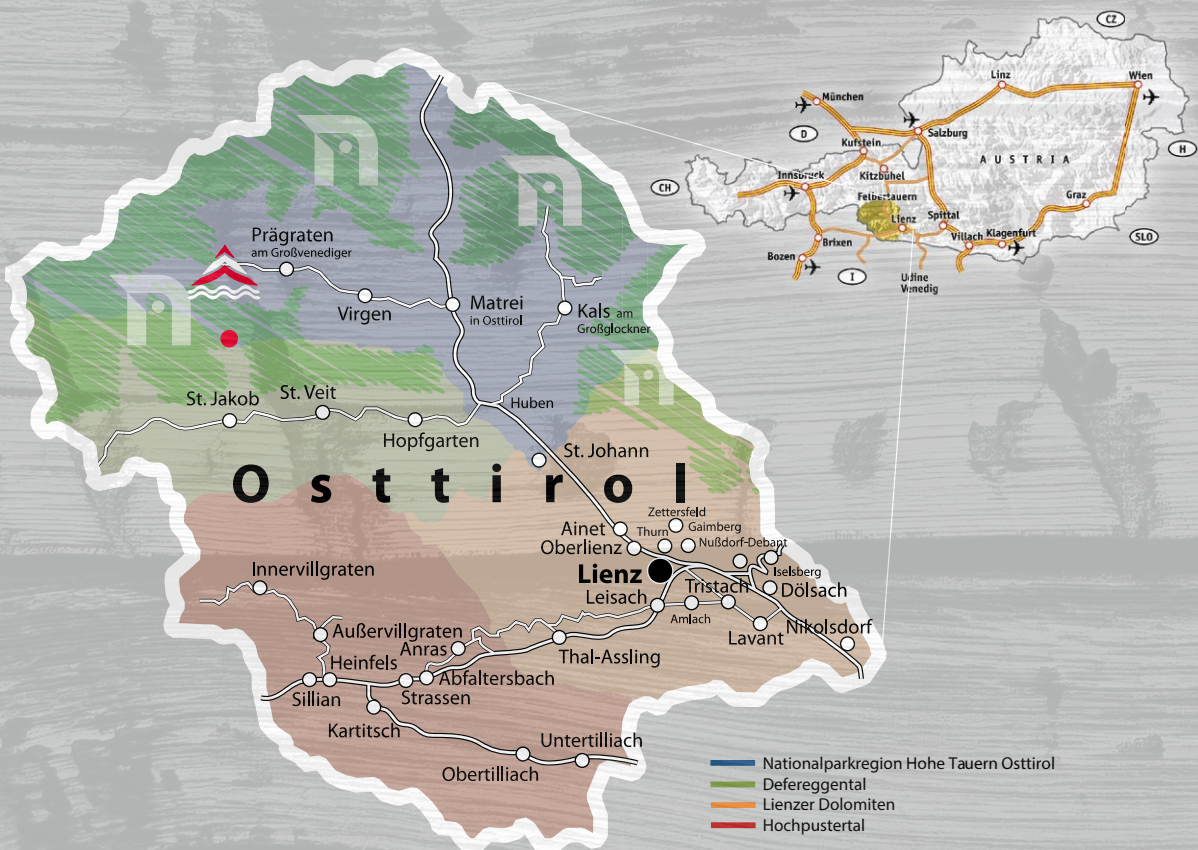 CZ
Linz
Wien
München
D
Salzburg
Kufstein
H
AUSTRIA
Innsbruck
Kitzbühel
CH
Felbertauern
Graz
Lienz
Spittal
Villach
Klagenfurt
SLO
Brixen
Bozen
I
Udine
Venedig
Prägraten
am Großvenediger
Virgen
Matrei
in Osttirol
Kals am
Großglockner
St. Jakob
St. Veit
Huben
Hopfgarten
St. Johann
Osttirol
Zettersfeld
Ainet
Thurn
Gaimberg
Oberlienz
Nußdorf-Debant
Lienz
Iselsberg
Innervillgraten
Tristach
Dölsach
Leisach
Amlach
Außervillgraten
Lavant
Nikolsdorf
Anras
Thal-Assling
Heinfels
Abfaltersbach
Sillian
Strassen
Kartitsch
Untertilliach
Obertilliach
Nationalparkregion Hohe Tauern Osttirol
Defereggental
Lienzer Dolomiten
Hochpustertal